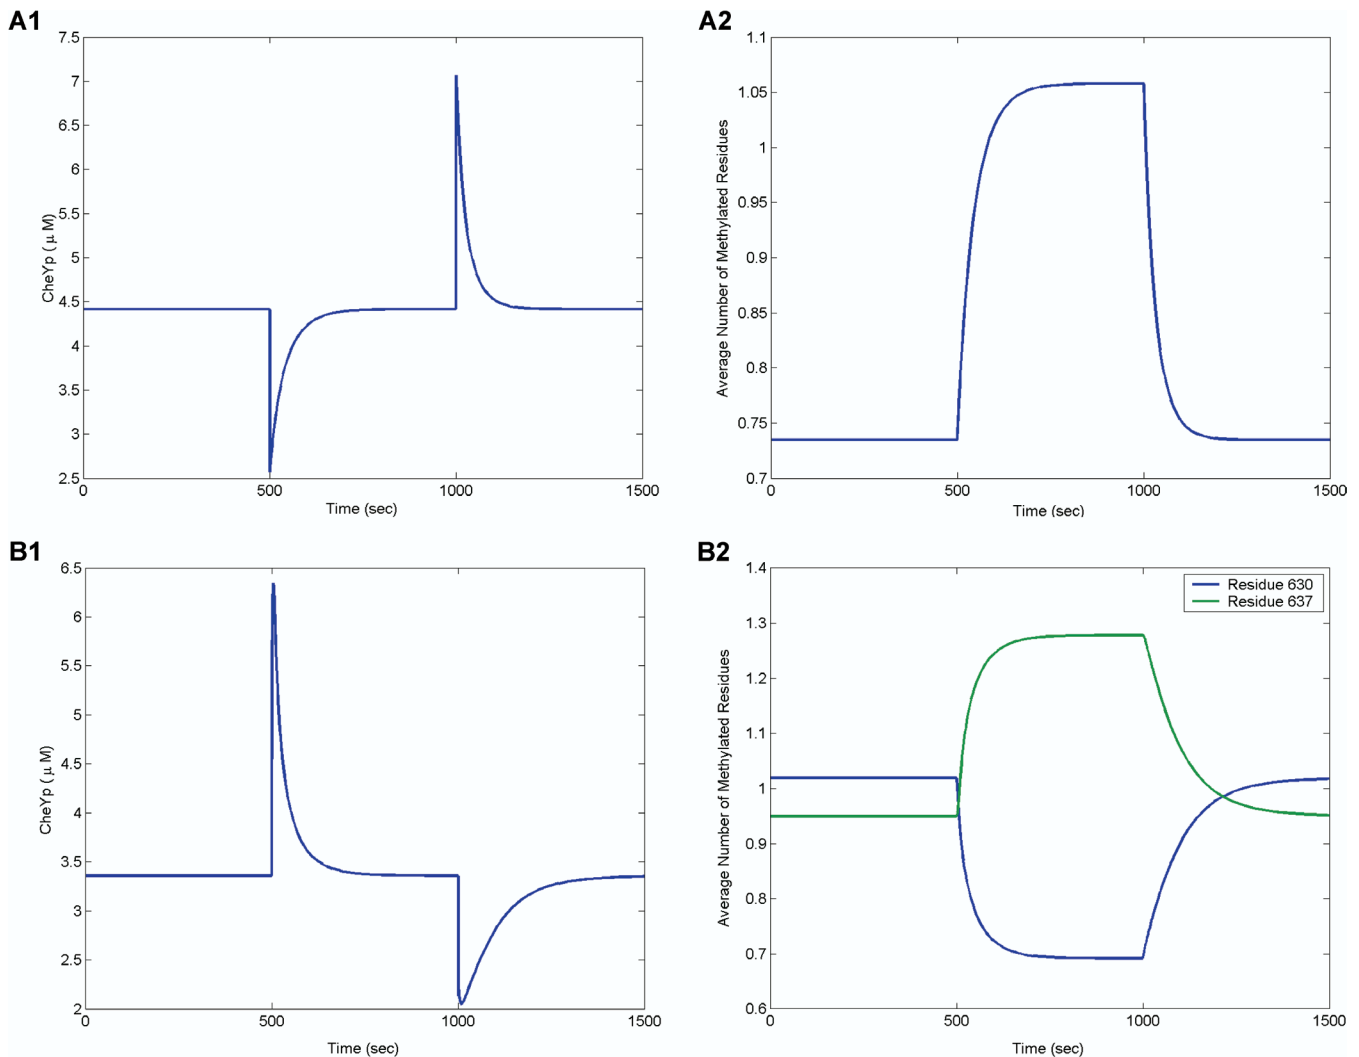 A1
7.5
7
6.5
6
5.5
5
4.5
4
3.5
3
2.5
CheYp ( μ M)
0 500 1000 1500
Time (sec)
A2
1.1
1.05
1
0.95
0.9
0.85
0.8
0.75
0.7
Average Number of Methylated Residues
0 500 1000 1500
Time (sec)
B1
6.5
6
5.5
5
4.5
4
3.5
3
2.5
2
CheYp ( μ M)
0 500 1000 1500
Time (sec)
B2
1.4
1.3
1.2
1.1
1
0.9
0.8
0.7
0.6
Average Number of Methylated Residues
Residue 630
Residue 637
0 500 1000 1500
Time (sec)